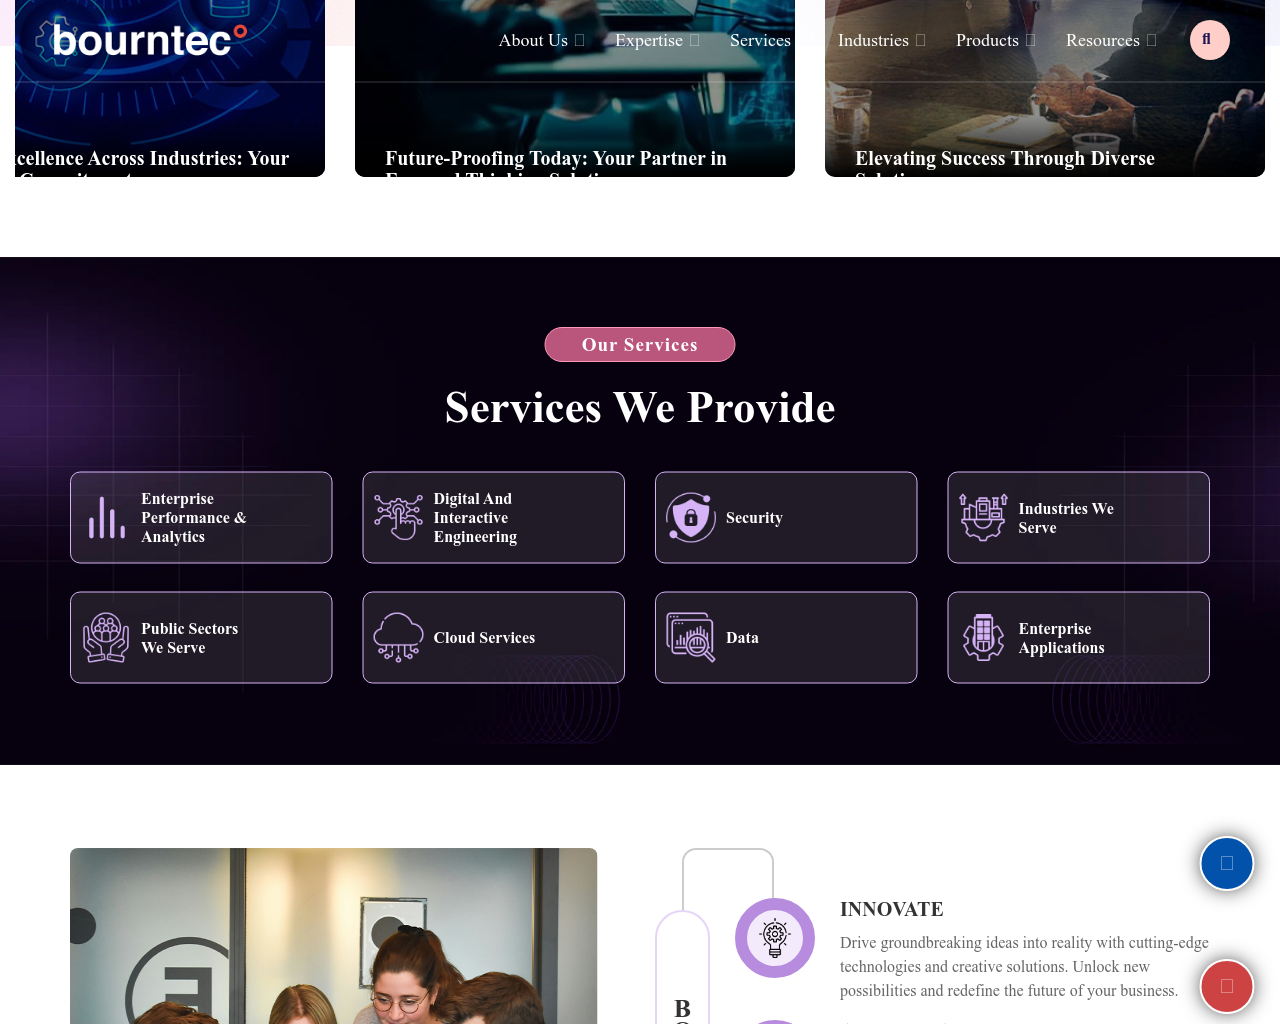 bourntec
About Us Expertise Services Industries Products Resources
cellence Across Industries: Your
Future-Proofing Today: Your Partner in
Elevating Success Through Diverse
Our Services
Services We Provide
Enterprise
Performance &
Analytics
Digital And
Interactive
Engineering
Security
Industries We
Serve
Public Sectors
We Serve
Cloud Services
Data
Enterprise
Applications
INNOVATE
Drive groundbreaking ideas into reality with cutting-edge
technologies and creative solutions. Unlock new
possibilities and redefine the future of your business.
B